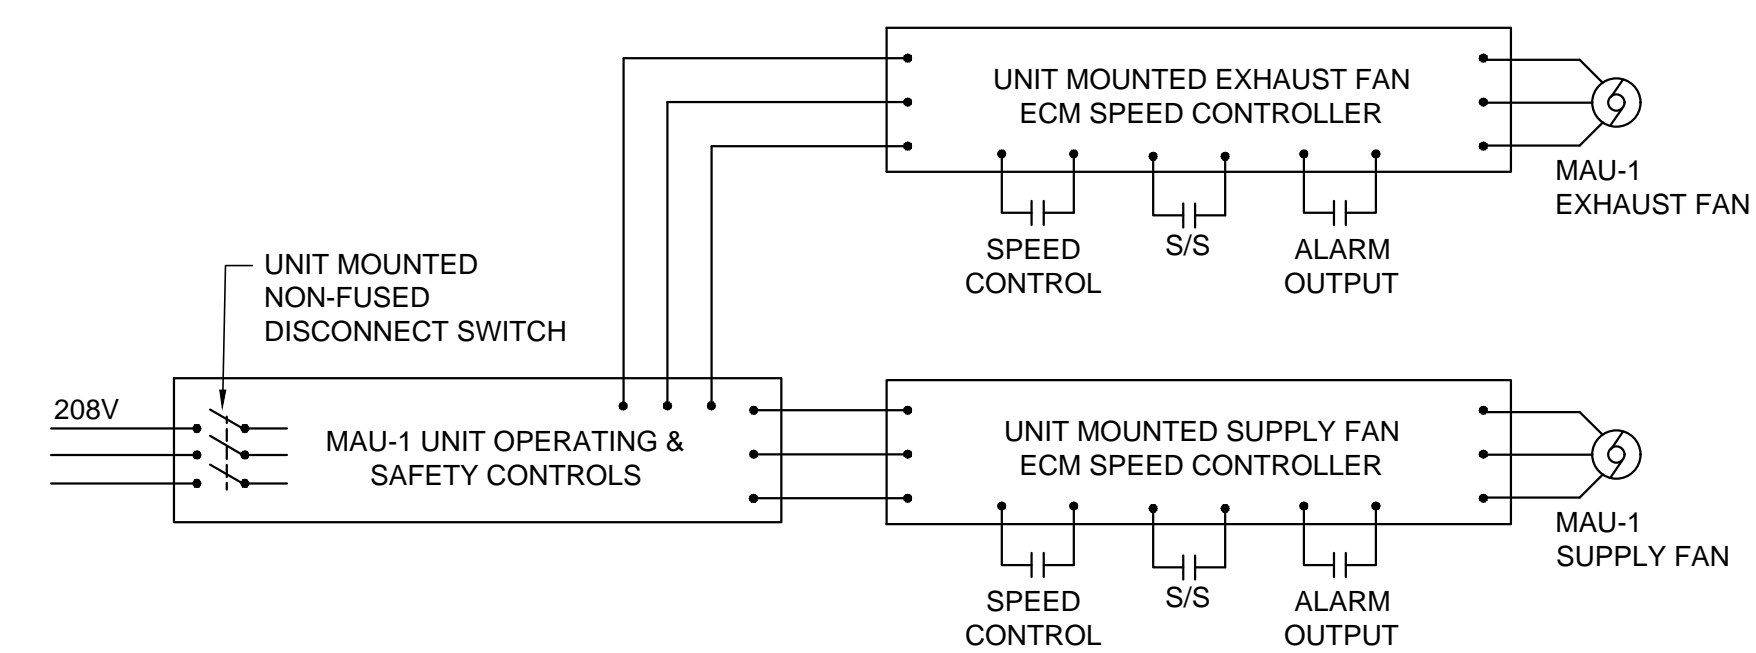 UNIT MOUNTED EXHAUST FAN
ECM SPEED CONTROLLER
MAU-1
EXHAUST FAN
SPEED
CONTROL
S/S
ALARM
OUTPUT
UNIT MOUNTED
NON-FUSED
DISCONNECT SWITCH
208V
MAU-1 UNIT OPERATING &
SAFETY CONTROLS
UNIT MOUNTED SUPPLY FAN
ECM SPEED CONTROLLER
MAU-1
SUPPLY FAN
SPEED
CONTROL
S/S
ALARM
OUTPUT